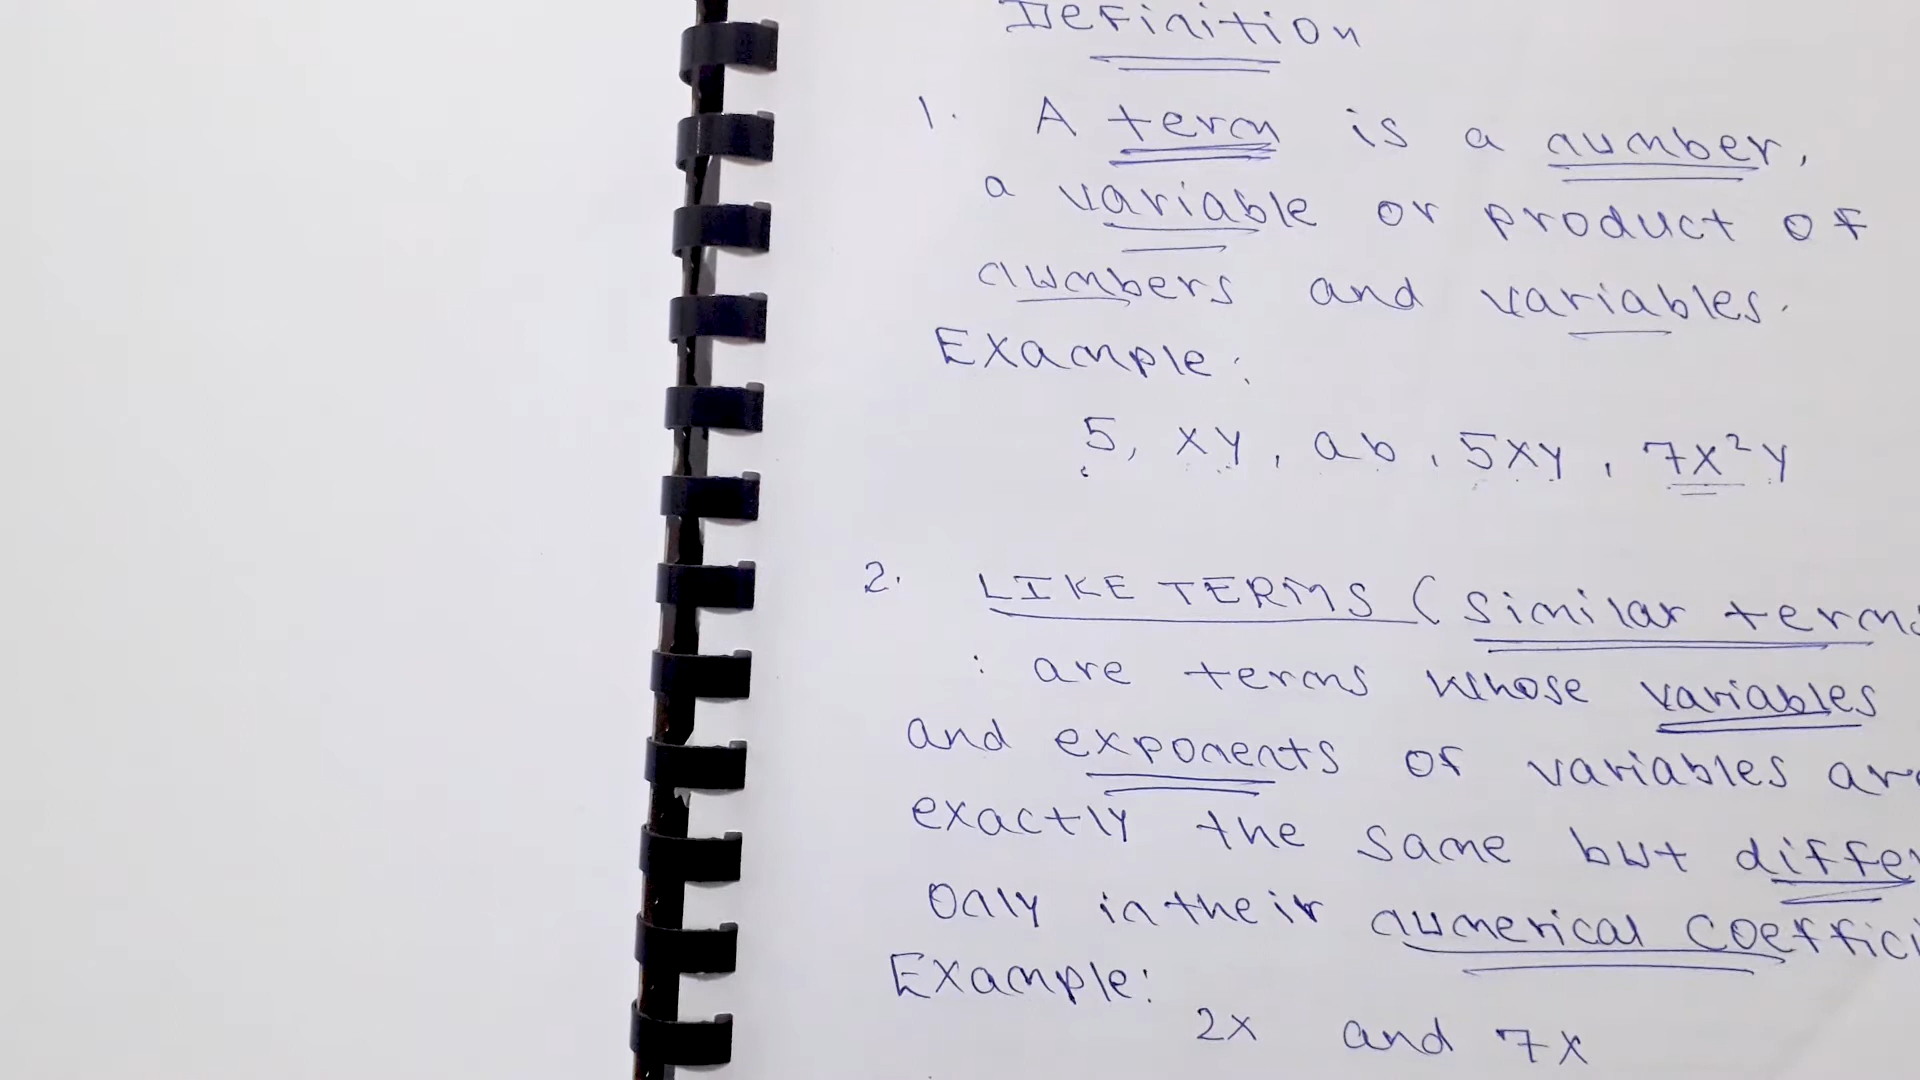 Definition
1. A term is a number,
a variable or product of
numbers and variables.
Example:
5, xy, ab, 5xy, 7x²y
2. LIKE TERMS (Similar terms
: are terms whose variables
and exponents of variables are
exactly the same but differ
only in their numerical coeffici
Example:
2x and 7x